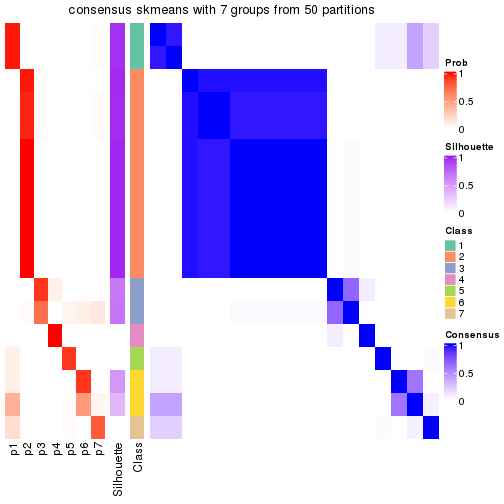 consensus skmeans with 7 groups from 50 partitions
Prob
1
0.5
0
Silhouette
1
0.5
0
Class
1
2
3
4
5
6
7
Consensus
1
0.5
0
p1
p2
p3
p4
p5
p6
p7
Silhouette
Class